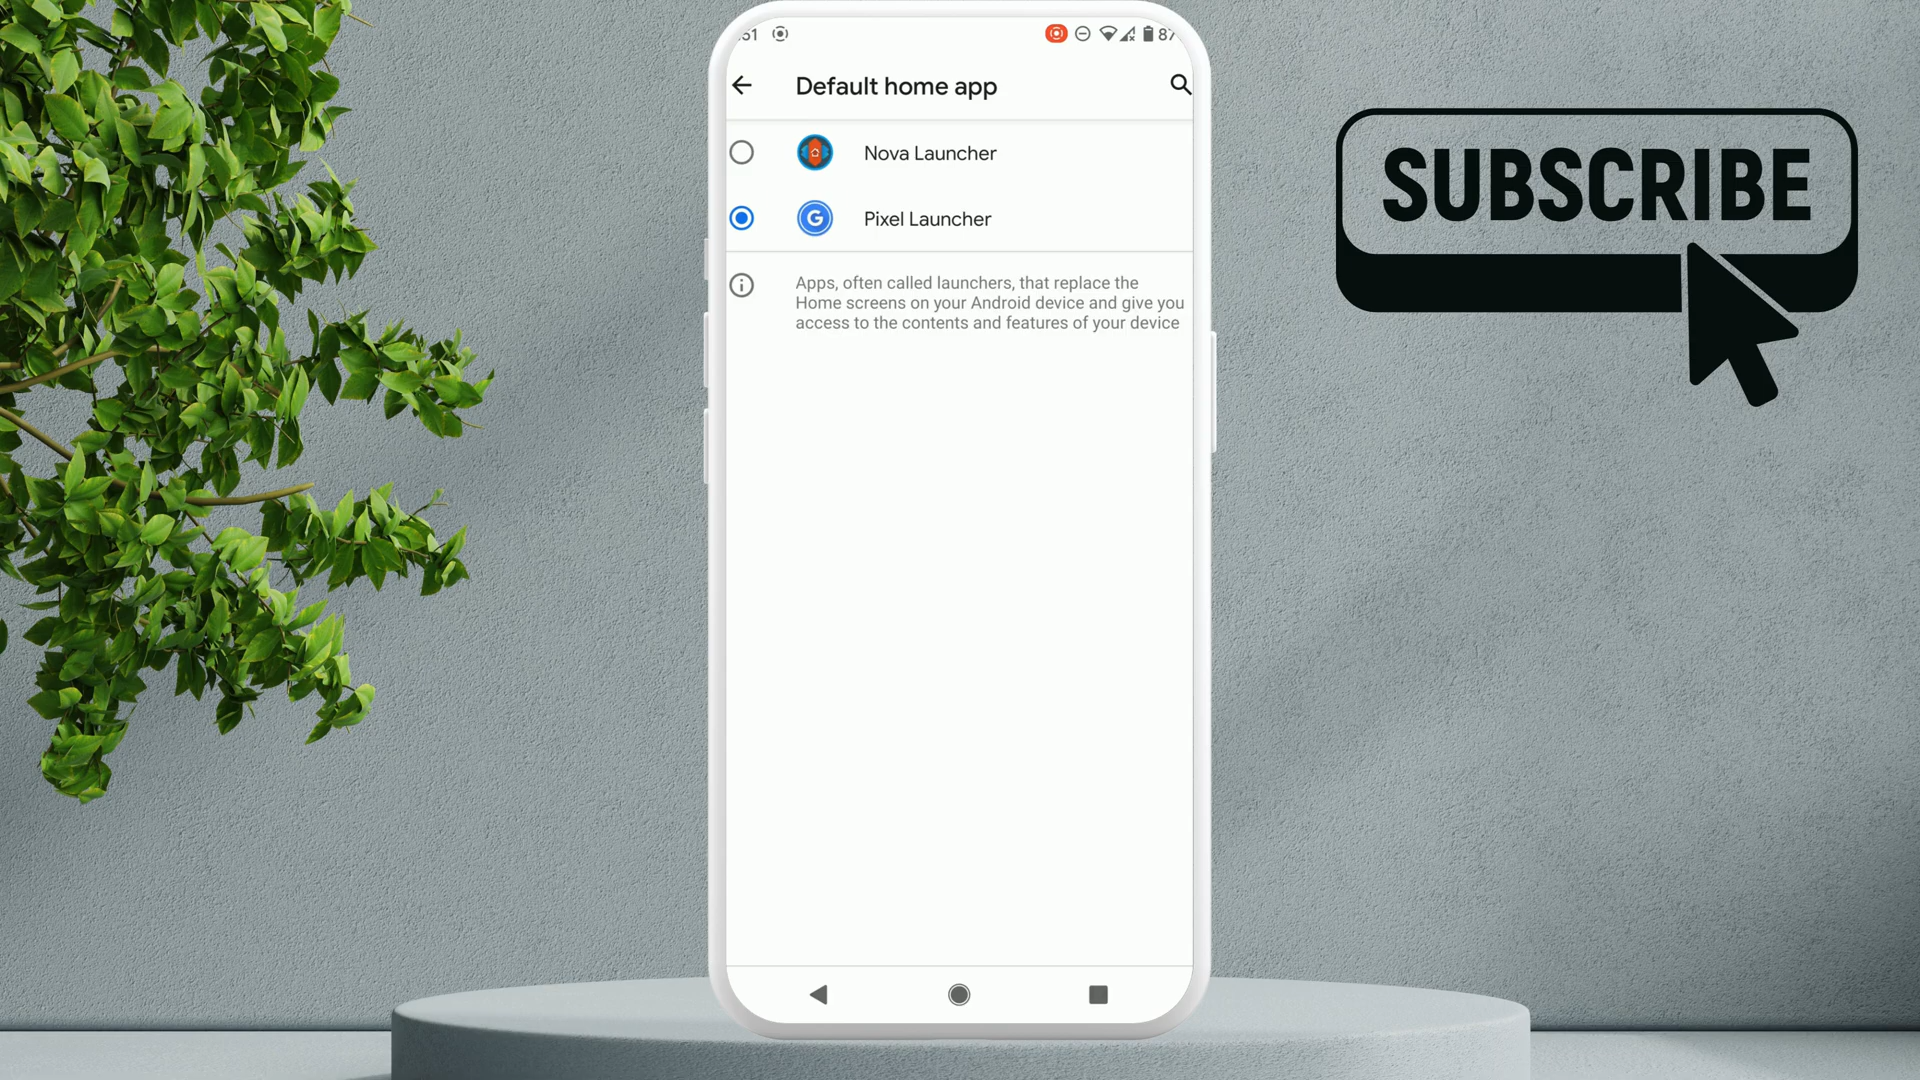 Default home app
Nova Launcher
G
Pixel Launcher
Apps, often called launchers, that replace the
Home screens on your Android device and give you
access to the contents and features of your device
SUBSCRIBE